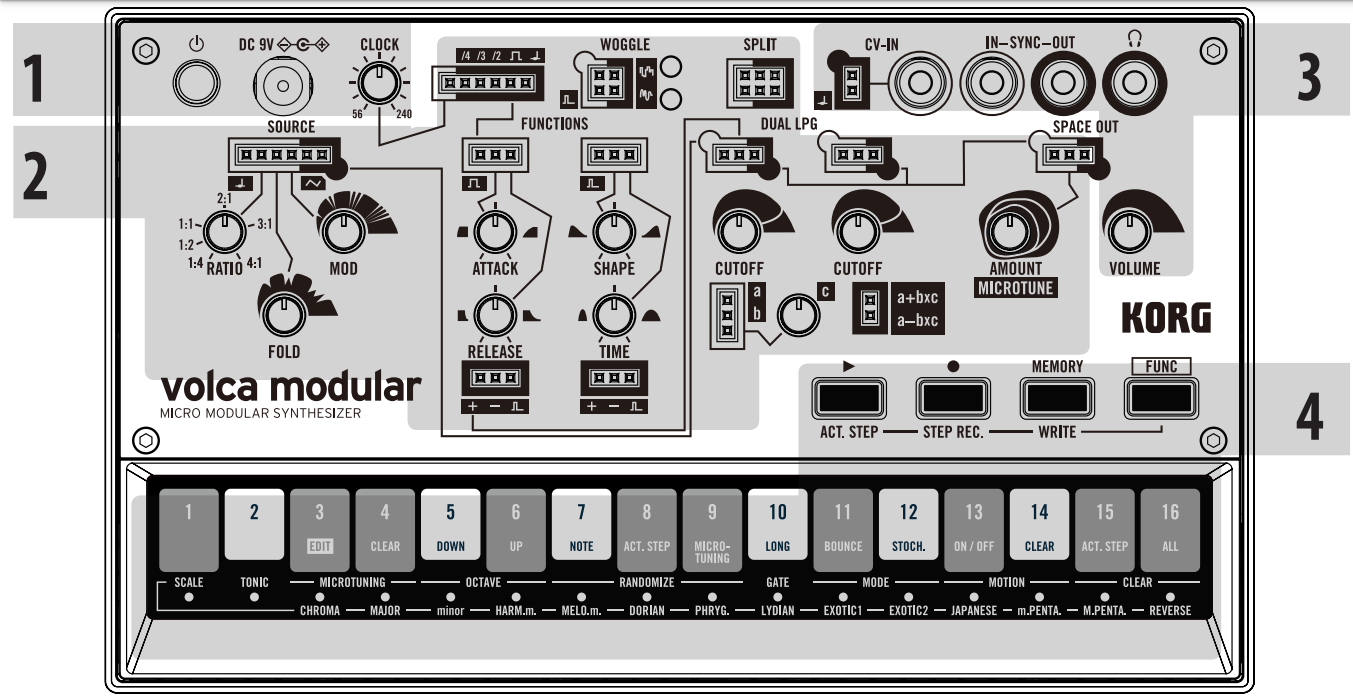 1
DC 9V
CLOCK
56 240
/4 /3 /2
WOGGLE
SPLIT
CV-IN
IN–SYNC–OUT
3
2
SOURCE
FUNCTIONS
DUAL LPG
SPACE OUT
2:1
1:1 3:1
1:2
1:4 RATIO 4:1
MOD
ATTACK
SHAPE
CUTOFF
CUTOFF
AMOUNT
MICROTUNE
VOLUME
FOLD
RELEASE
TIME
a
b
c
a+bxc
a–bxc
KORG
+ –
+ –
volca modular
MICRO MODULAR SYNTHESIZER
MEMORY
FUNC
ACT. STEP
STEP REC.
WRITE
4
1 2 3 4 5 6 7 8 9 10 11 12 13 14 15 16
EDIT CLEAR DOWN UP NOTE ACT. STEP MICRO-TUNING LONG BOUNCE STOCH. ON / OFF CLEAR ACT. STEP ALL
SCALE TONIC MICROTUNING OCTAVE RANDOMIZE GATE MODE MOTION CLEAR
CHROMA MAJOR minor HARM.m. MELO.m. DORIAN PHRYG. LYDIAN EXOTIC1 EXOTIC2 JAPANESE m.PENTA. M.PENTA. REVERSE